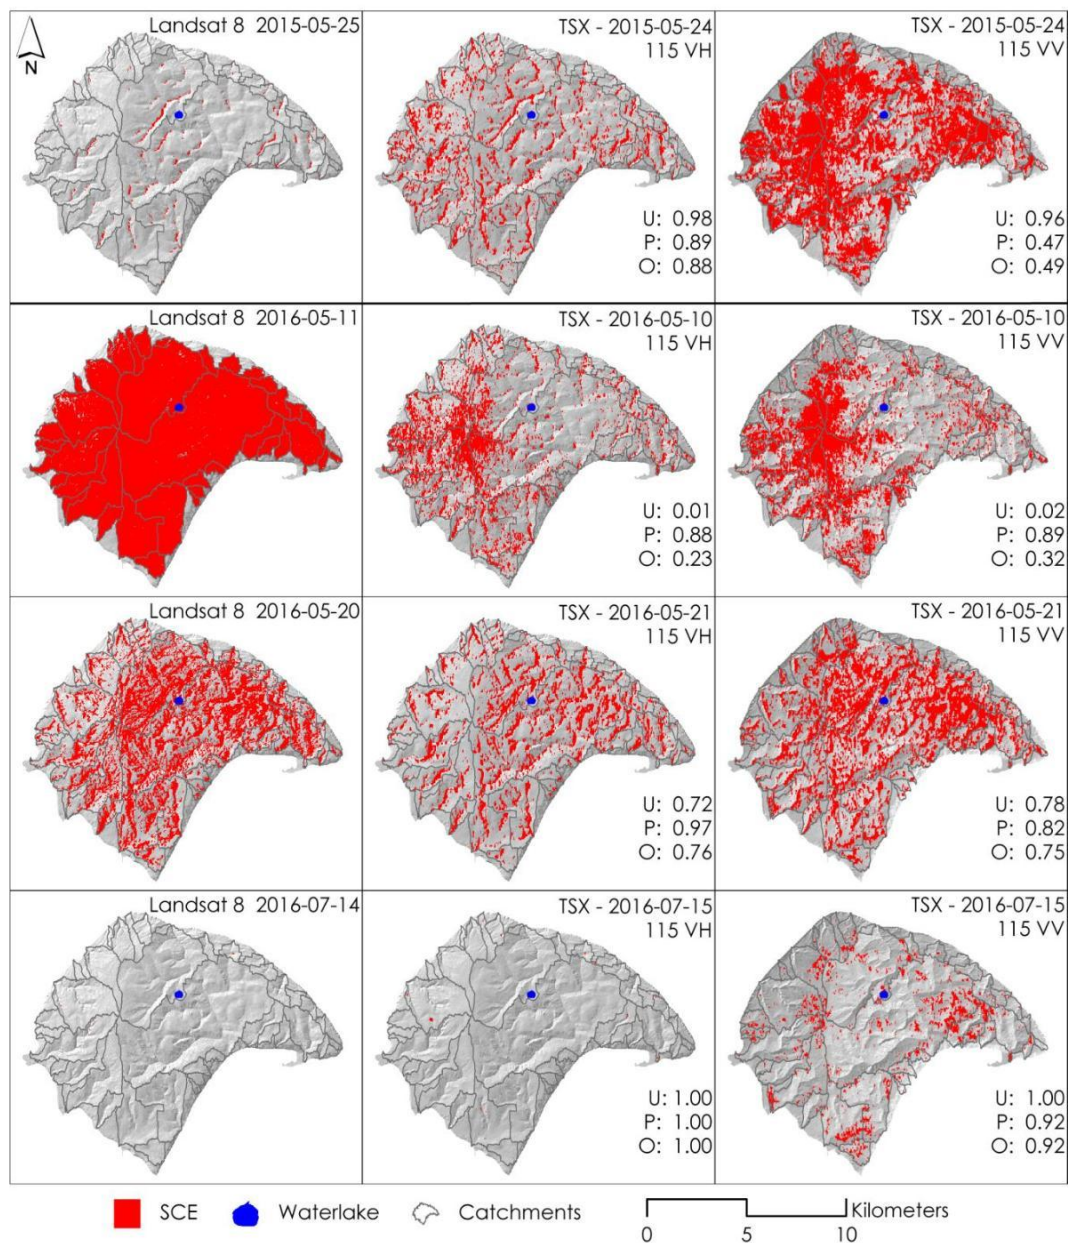 Landsat 8 2015-05-25
N
TSX - 2015-05-24
115 VH
U: 0.98
P: 0.89
O: 0.88
TSX - 2015-05-24
115 VV
U: 0.96
P: 0.47
O: 0.49
Landsat 8 2016-05-11
TSX - 2016-05-10
115 VH
U: 0.01
P: 0.88
O: 0.23
TSX - 2016-05-10
115 VV
U: 0.02
P: 0.89
O: 0.32
Landsat 8 2016-05-20
TSX - 2016-05-21
115 VH
U: 0.72
P: 0.97
O: 0.76
TSX - 2016-05-21
115 VV
U: 0.78
P: 0.82
O: 0.75
Landsat 8 2016-07-14
TSX - 2016-07-15
115 VH
U: 1.00
P: 1.00
O: 1.00
TSX - 2016-07-15
115 VV
U: 1.00
P: 0.92
O: 0.92
SCE Waterlake Catchments Kilometers
0 5 10